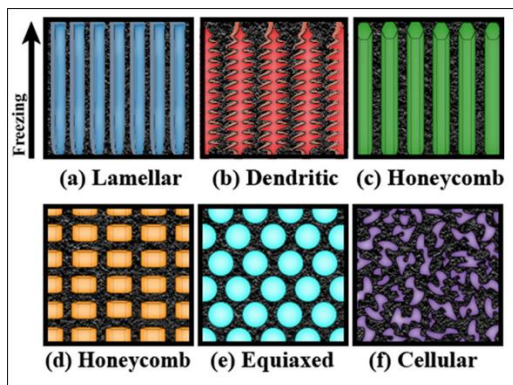 Freezing
(a) Lamellar
(b) Dendritic
(c) Honeycomb
(d) Honeycomb
(e) Equiaxed
(f) Cellular